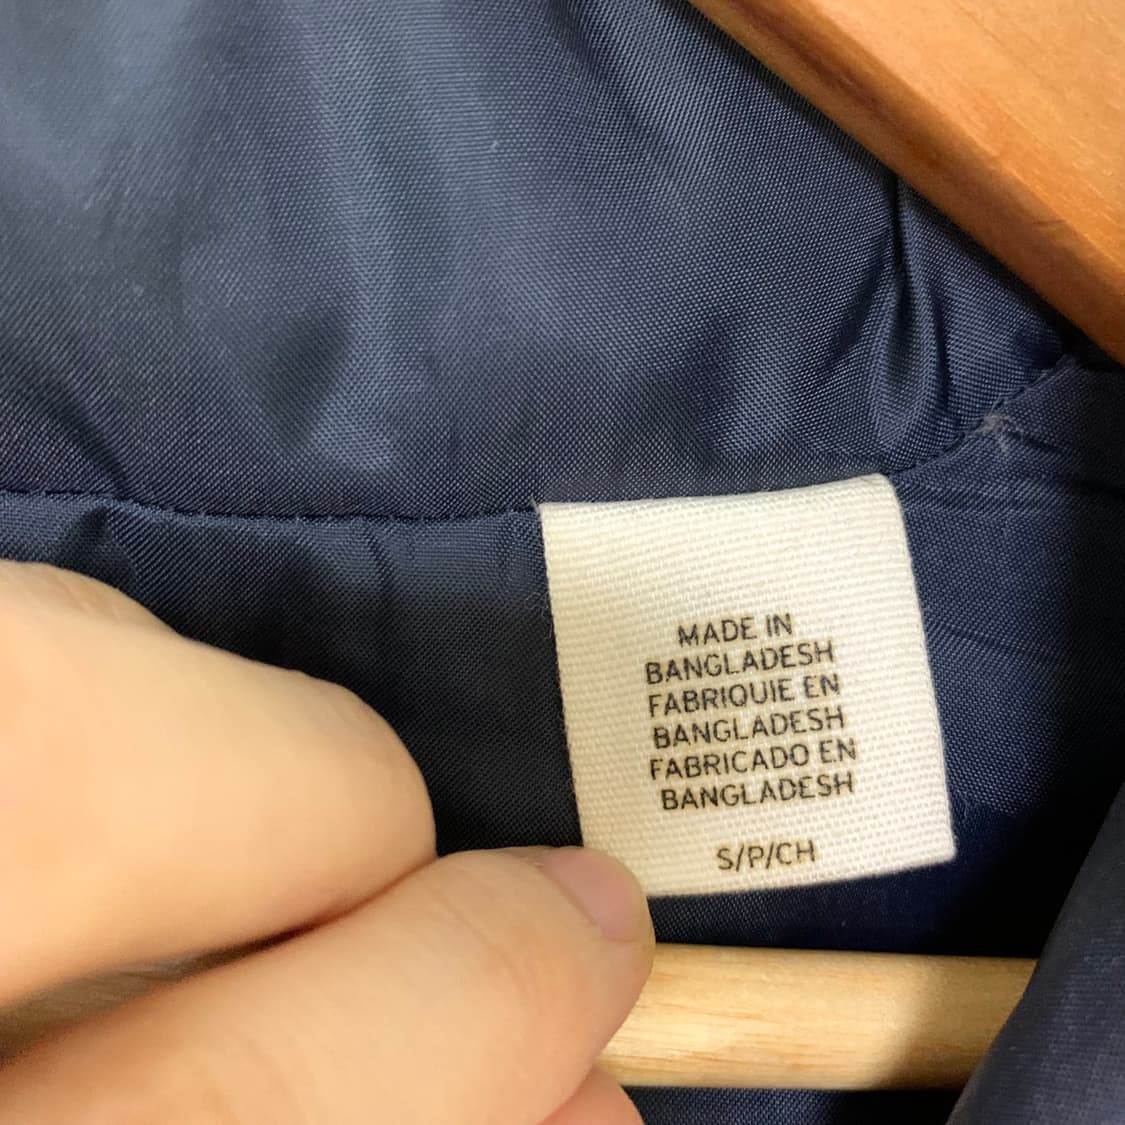 MADE IN
BANGLADESH
FABRIQUIE EN
BANGLADESH
FABRICADO EN
BANGLADESH
S/P/CH